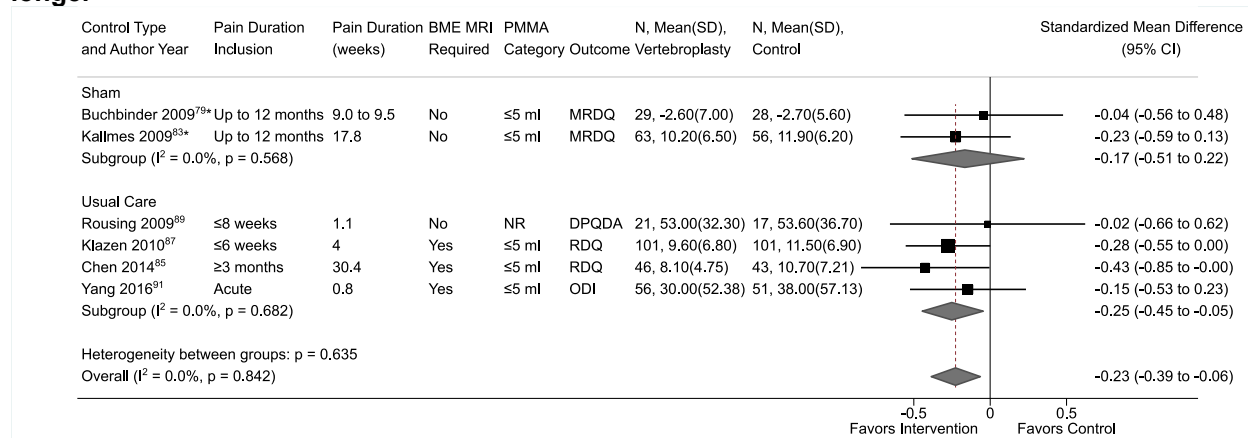 longer
Control Type Pain Duration Pain Duration BME MRI PMMA N, Mean(SD), N, Mean(SD), Standardized Mean Difference
and Author Year Inclusion (weeks) Required Category Outcome Vertebroplasty Control (95% CI)
Sham
Buchbinder 2009⁷⁹* Up to 12 months 9.0 to 9.5 No ≤5 ml MRDQ 29, -2.60(7.00) 28, -2.70(5.60) -0.04 (-0.56 to 0.48)
Kallmes 2009⁸³* Up to 12 months 17.8 No ≤5 ml MRDQ 63, 10.20(6.50) 56, 11.90(6.20) -0.23 (-0.59 to 0.13)
Subgroup (I² = 0.0%, p = 0.568) -0.17 (-0.51 to 0.22)
Usual Care
Rousing 2009⁸⁹ ≤8 weeks 1.1 No NR DPQDA 21, 53.00(32.30) 17, 53.60(36.70) -0.02 (-0.66 to 0.62)
Klazen 2010⁸⁷ ≤6 weeks 4 Yes ≤5 ml RDQ 101, 9.60(6.80) 101, 11.50(6.90) -0.28 (-0.55 to 0.00)
Chen 2014⁸⁵ ≥3 months 30.4 Yes ≤5 ml RDQ 46, 8.10(4.75) 43, 10.70(7.21) -0.43 (-0.85 to -0.00)
Yang 2016⁹¹ Acute 0.8 Yes ≤5 ml ODI 56, 30.00(52.38) 51, 38.00(57.13) -0.15 (-0.53 to 0.23)
Subgroup (I² = 0.0%, p = 0.682) -0.25 (-0.45 to -0.05)
Heterogeneity between groups: p = 0.635
Overall (I² = 0.0%, p = 0.842) -0.23 (-0.39 to -0.06)
-0.5 0 0.5
Favors Intervention Favors Control